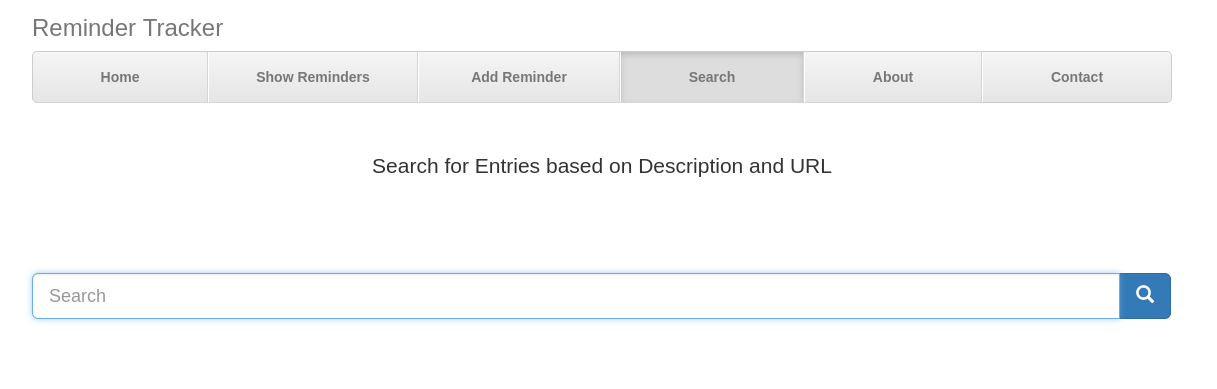 Reminder Tracker
Home Show Reminders Add Reminder Search About Contact
Search for Entries based on Description and URL
Search